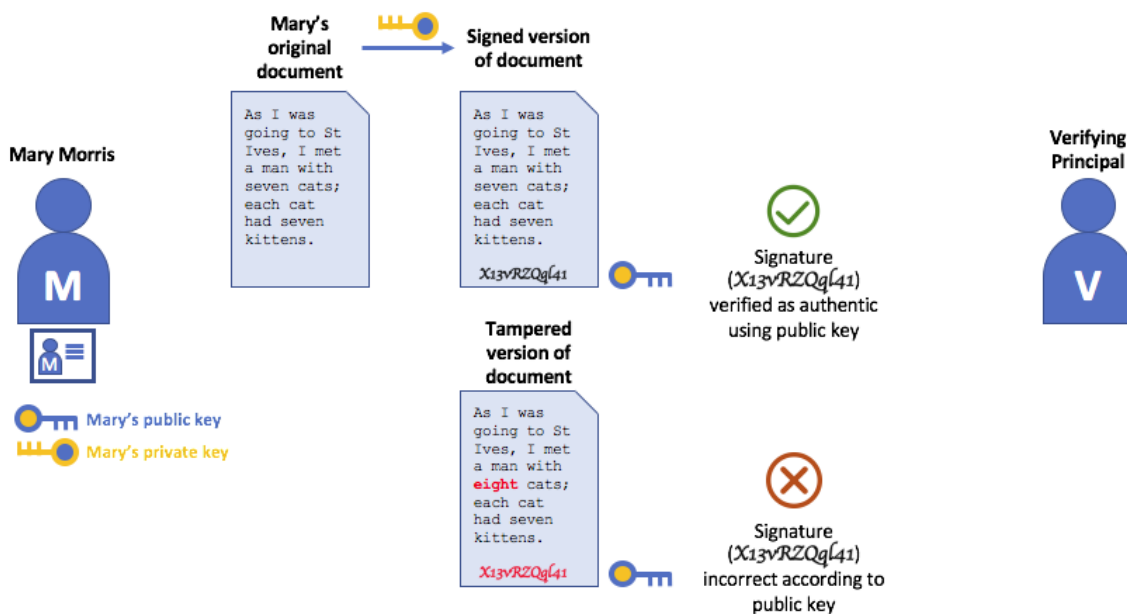 Mary's
original
document
Signed version
of document
As I was
going to St
Ives, I met
a man with
seven cats;
each cat
had seven
kittens.
As I was
going to St
Ives, I met
a man with
seven cats;
each cat
had seven
kittens.
X13vRZQql41
Mary Morris
M
M
Mary's public key
Mary's private key
Signature
(X13vRZQql41)
verified as authentic
using public key
Verifying
Principal
V
Tampered
version of
document
As I was
going to St
Ives, I met
a man with
eight cats;
each cat
had seven
kittens.
X13vRZQql41
Signature
(X13vRZQql41)
incorrect according to
public key